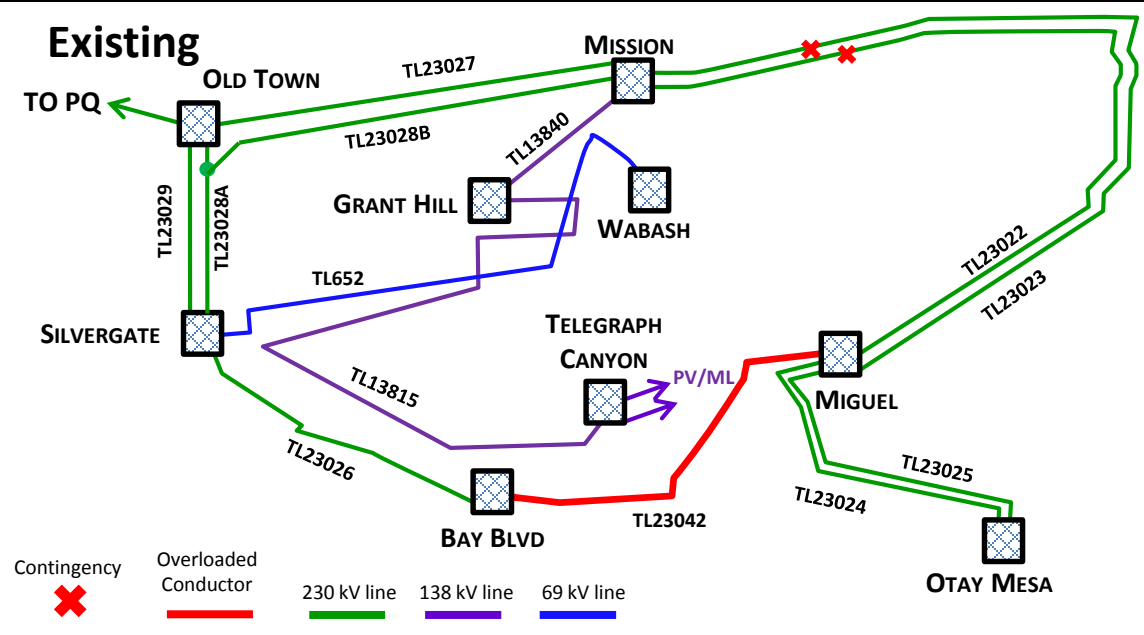 Existing
MISSION
OLD TOWN
TL23027
TO PQ
TL23028B
TL13840
GRANT HILL
WABASH
TL23029
TL23028A
TL23022
TL23023
TL652
SILVERGATE
TELEGRAPH
CANYON
PV/ML
TL13815
MIGUEL
TL23026
TL23025
TL23024
TL23042
BAY BLVD
OTAY MESA
Contingency
Overloaded
Conductor
230 kV line
138 kV line
69 kV line